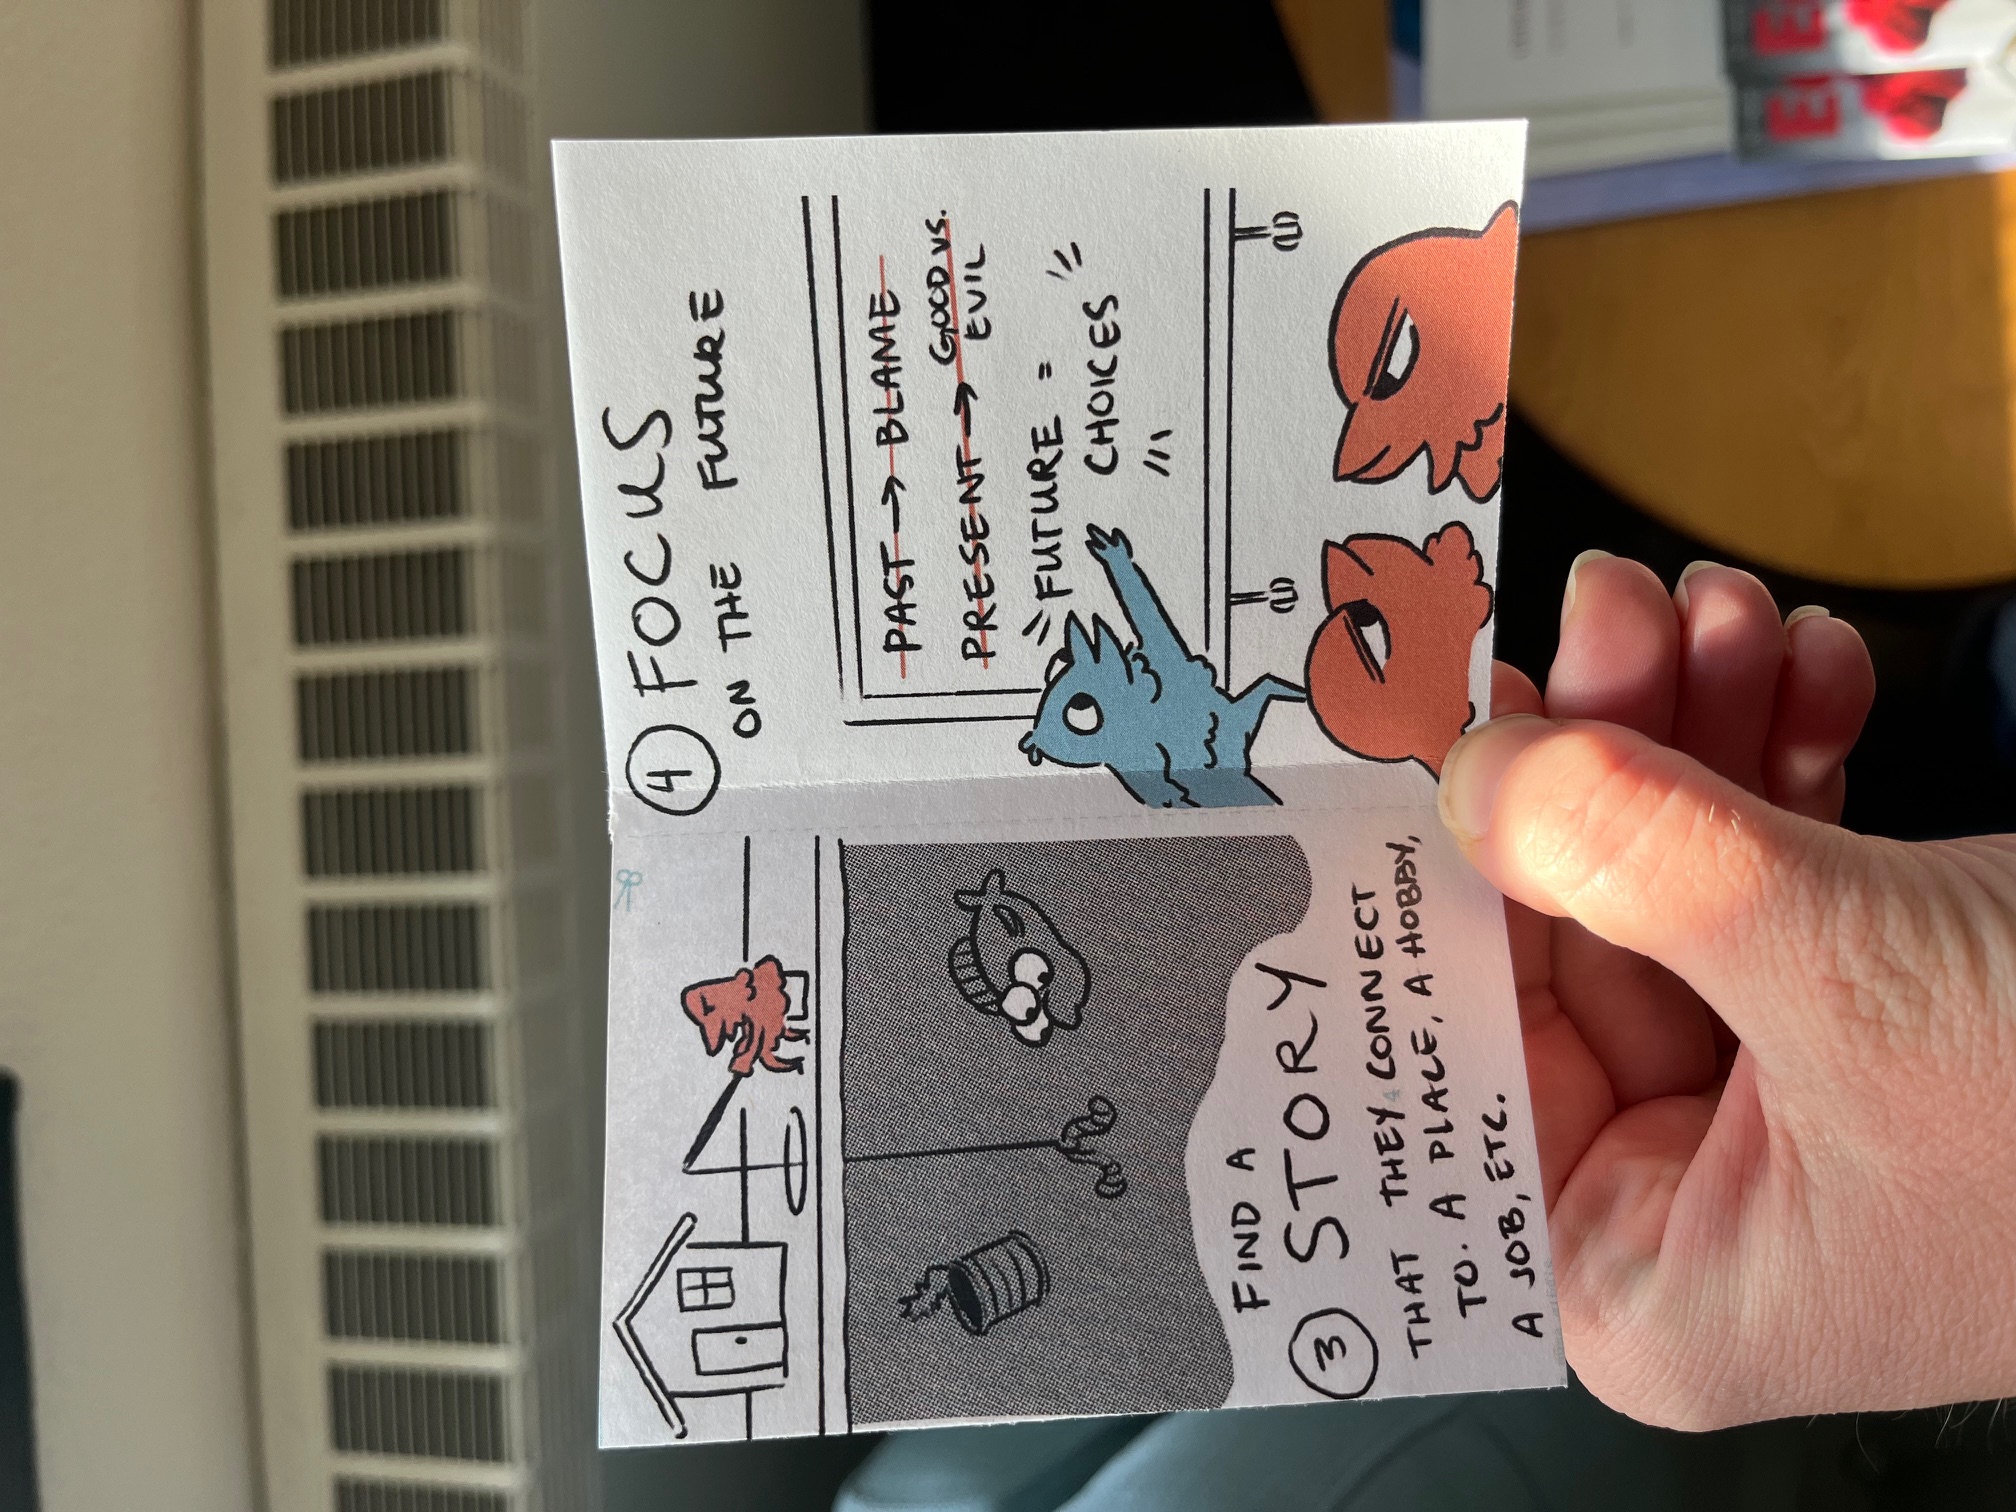 FIND A
3 STORY
THAT THEY CONNECT
TO. A PLACE, A HOBBY,
A JOB, ETC.
4 FOCUS
ON THE FUTURE
PAST → BLAME
PRESENT → GOOD VS.
EVIL
FUTURE =
CHOICES
4